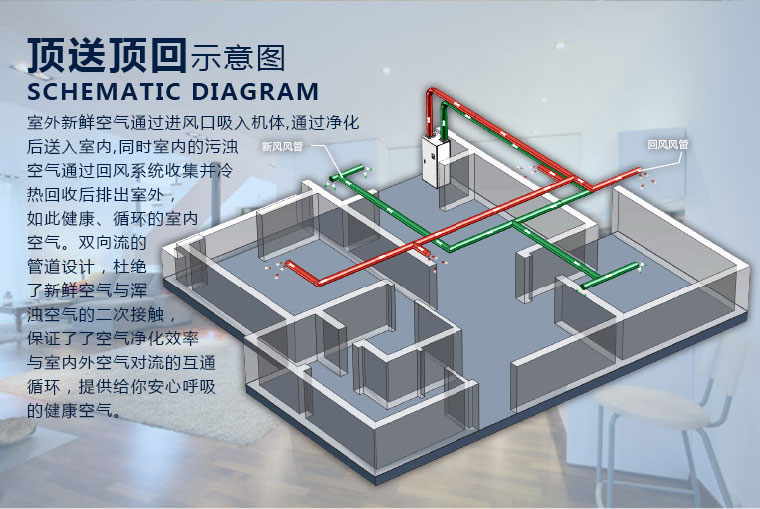 顶送顶回示意图
SCHEMATIC DIAGRAM
室外新鲜空气通过进风口吸入机体,通过净化
后送入室内,同时室内的污浊
空气通过回风系统收集并冷
热回收后排出室外，
如此健康、循环的室内
空气。双向流的
管道设计，杜绝
了新鲜空气与浑
浊空气的二次接触，
保证了了空气净化效率
与室内外空气对流的互通
循环，提供给你安心呼吸
的健康空气。
新风风管
回风风管